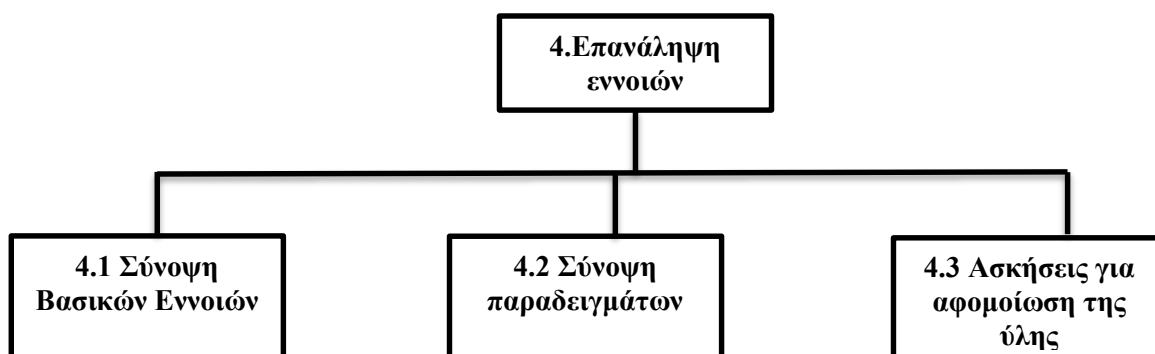 4.Επανάληψη
εννοιών
4.1 Σύνοψη
Βασικών Εννοιών
4.2 Σύνοψη
παραδειγμάτων
4.3 Ασκήσεις για
αφομοίωση της
ύλης